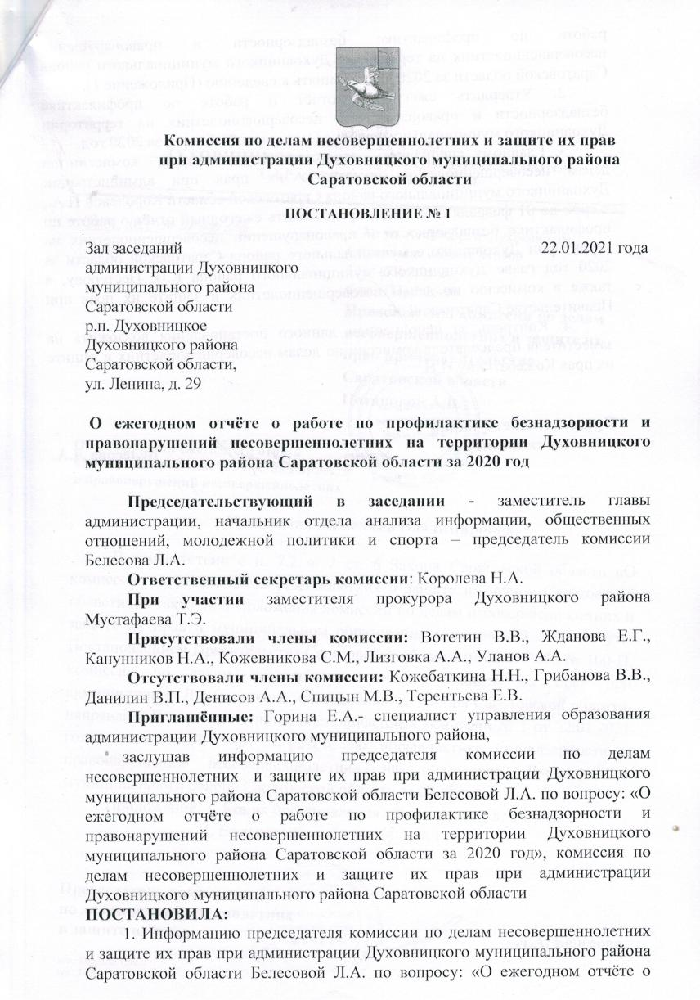 Комиссия по делам несовершеннолетних и защите их прав
при администрации Духовницкого муниципального района
Саратовской области
ПОСТАНОВЛЕНИЕ № 1
Зал заседаний 22.01.2021 года
администрации Духовницкого
муниципального района
Саратовской области
р.п. Духовницкое
Духовницкого района
Саратовской области,
ул. Ленина, д. 29
О ежегодном отчёте о работе по профилактике безнадзорности и
правонарушений несовершеннолетних на территории Духовницкого
муниципального района Саратовской области за 2020 год
Председательствующий в заседании - заместитель главы
администрации, начальник отдела анализа информации, общественных
отношений, молодежной политики и спорта – председатель комиссии
Белесова Л.А.
Ответственный секретарь комиссии: Королева Н.А.
При участии заместителя прокурора Духовницкого района
Мустафаева Т.Э.
Присутствовали члены комиссии: Вотетин В.В., Жданова Е.Г.,
Канунников Н.А., Кожевникова С.М., Лизговка А.А., Уланов А.А.
Отсутствовали члены комиссии: Кожебаткина Н.Н., Грибанова В.В.,
Данилин В.П., Денисов А.А., Спицын М.В., Терентьева Е.В.
Приглашённые: Горина Е.А.- специалист управления образования
администрации Духовницкого муниципального района,
заслушав информацию председателя комиссии по делам
несовершеннолетних и защите их прав при администрации Духовницкого
муниципального района Саратовской области Белесовой Л.А. по вопросу: «О
ежегодном отчёте о работе по профилактике безнадзорности и
правонарушений несовершеннолетних на территории Духовницкого
муниципального района Саратовской области за 2020 год», комиссия по
делам несовершеннолетних и защите их прав при администрации
Духовницкого муниципального района Саратовской области
ПОСТАНОВИЛА:
1. Информацию председателя комиссии по делам несовершеннолетних
и защите их прав при администрации Духовницкого муниципального района
Саратовской области Белесовой Л.А. по вопросу: «О ежегодном отчёте о